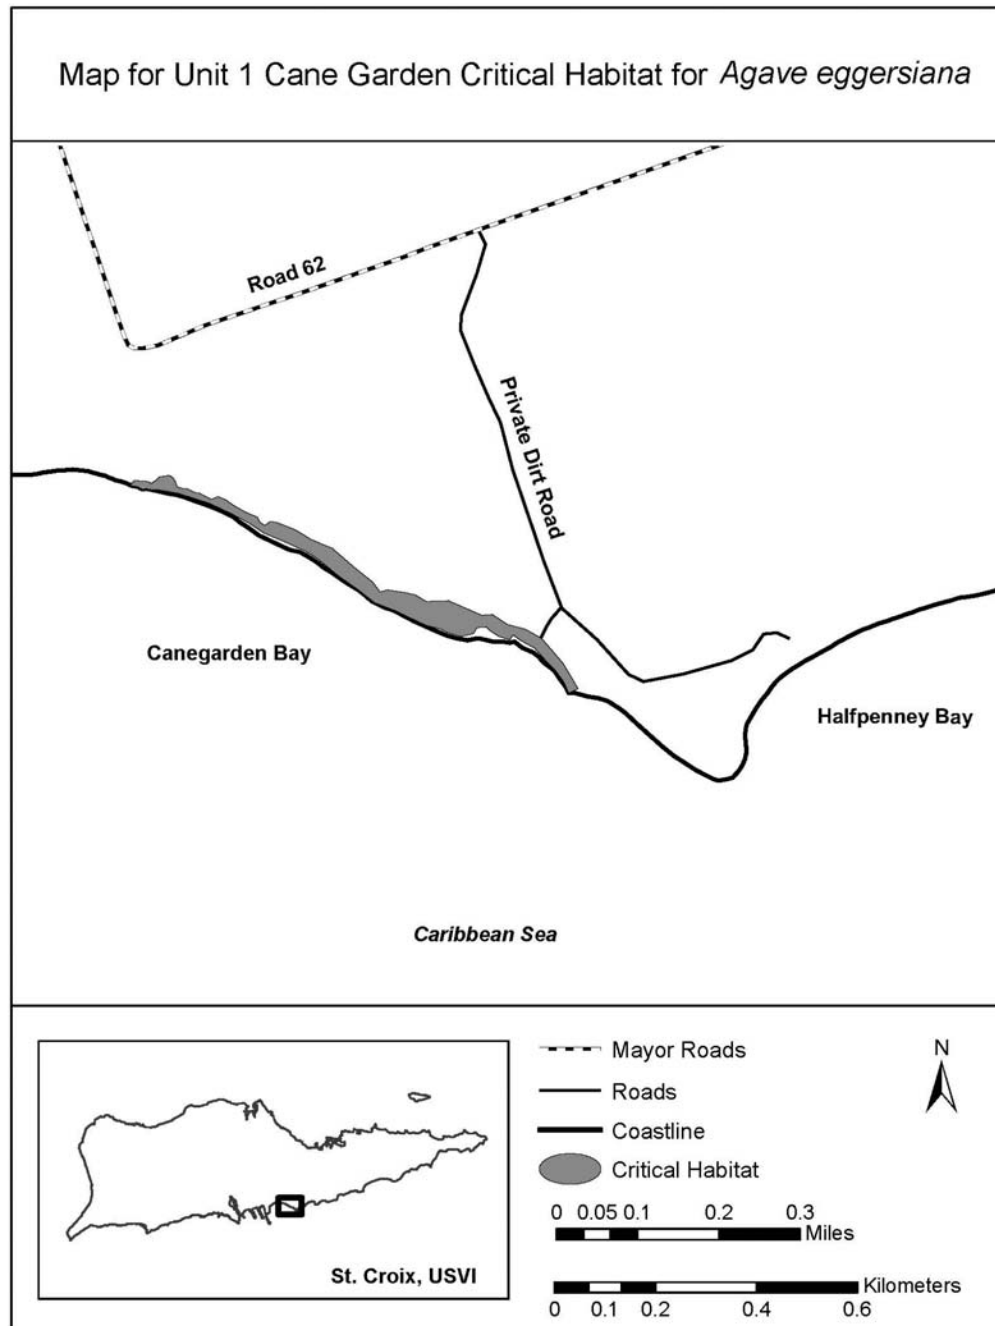 Map for Unit 1 Cane Garden Critical Habitat for Agave eggersiana
Road 62
Private Dirt Road
Canegarden Bay
Halfpenney Bay
Caribbean Sea
St. Croix, USVI
Mayor Roads
Roads
Coastline
Critical Habitat
N
0 0.05 0.1 0.2 0.3
Miles
Kilometers
0 0.1 0.2 0.4 0.6